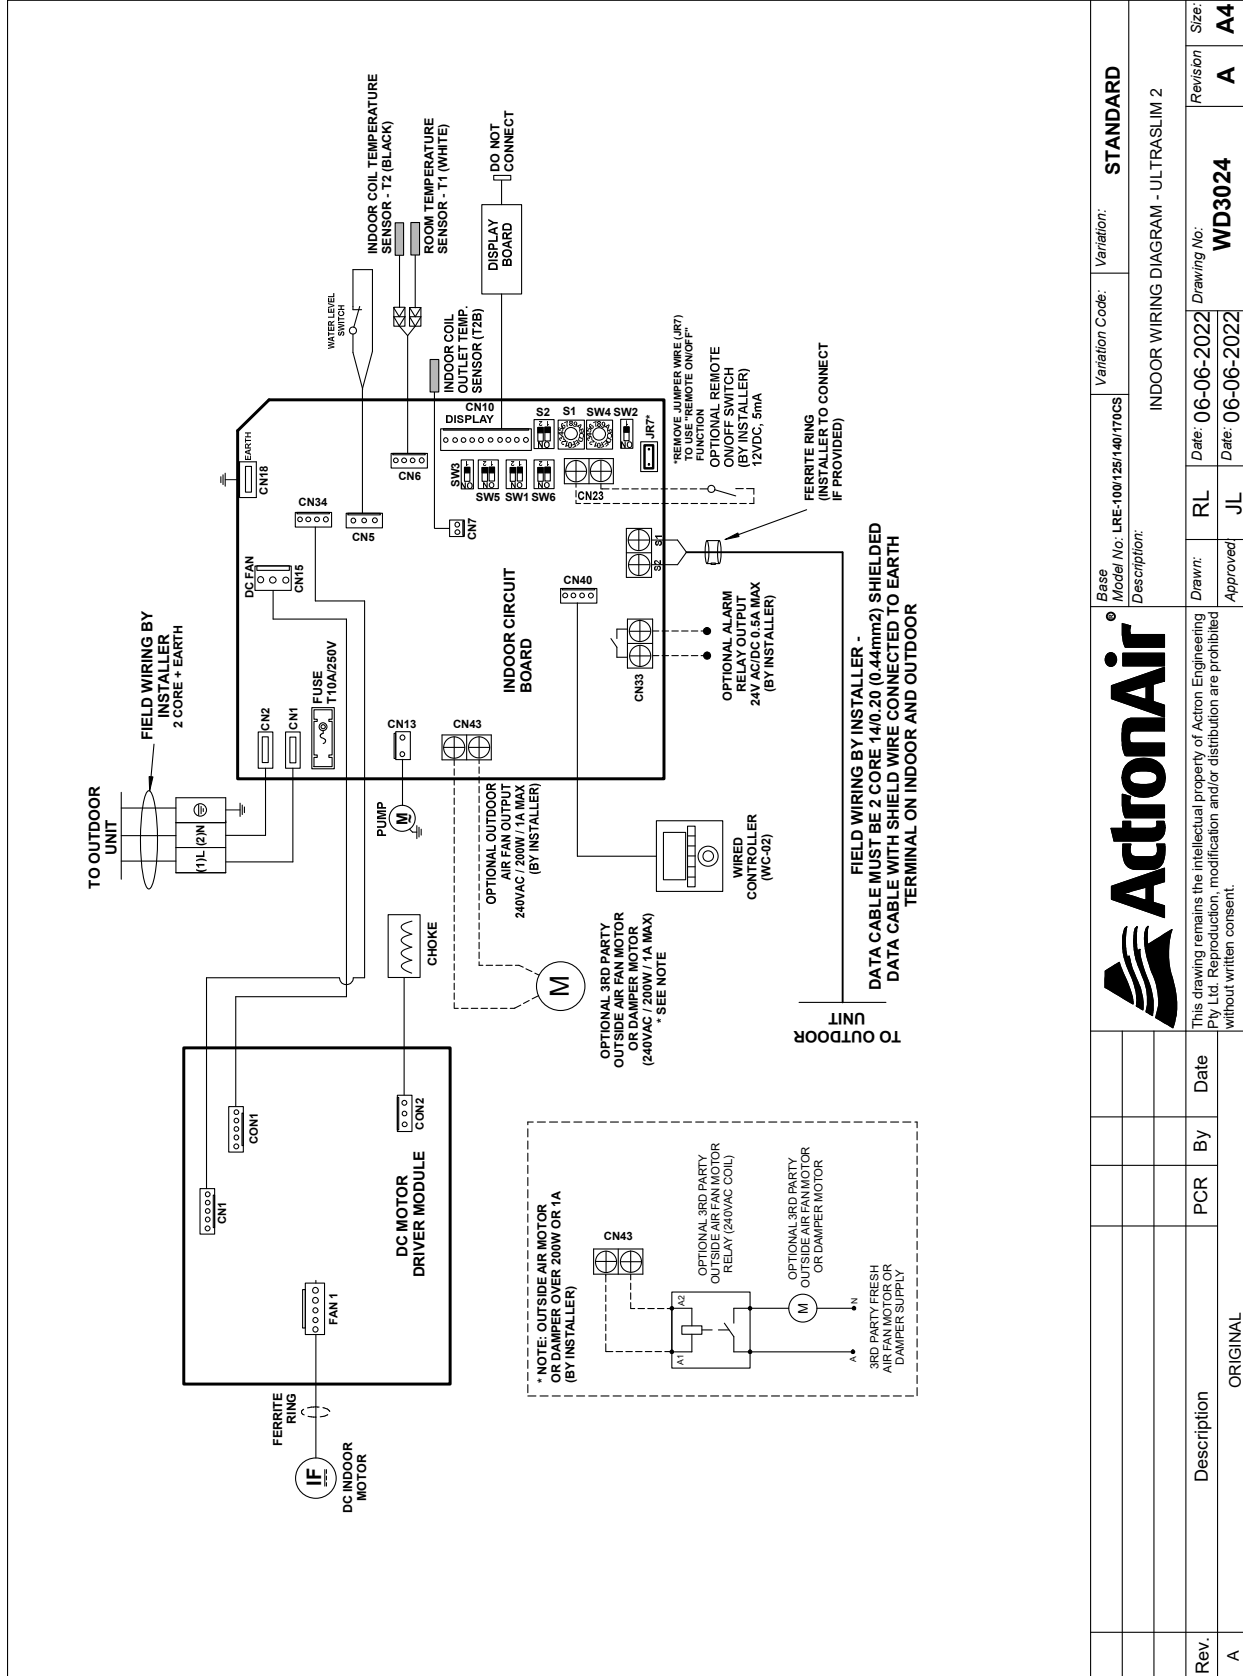 TO OUTDOOR
UNIT
FIELD WIRING BY
INSTALLER
2 CORE + EARTH
(1)L
(2)N
CN2
CN1
FUSE
T10A/250V
DC FAN
CN15
CN34
CN18
EARTH
CN5
WATER LEVEL
SWITCH
INDOOR COIL TEMPERATURE
SENSOR - T2 (BLACK)
ROOM TEMPERATURE
SENSOR - T1 (WHITE)
CN6
INDOOR COIL
OUTLET TEMP.
SENSOR (T2B)
CN7
CN10
DISPLAY
DISPLAY
BOARD
DO NOT
CONNECT
SW3
SW5
SW1
SW6
S2
S1
SW4
SW2
JR7*
CN23
*REMOVE JUMPER WIRE (JR7)
TO USE "REMOTE ON/OFF"
FUNCTION
OPTIONAL REMOTE
ON/OFF SWITCH
(BY INSTALLER)
12VDC, 5mA
INDOOR CIRCUIT
BOARD
CN13
PUMP
M
CN43
OPTIONAL OUTDOOR
AIR FAN OUTPUT
240VAC / 200W / 1A MAX
(BY INSTALLER)
M
OPTIONAL 3RD PARTY
OUTSIDE AIR FAN MOTOR
OR DAMPER MOTOR
(240VAC / 200W / 1A MAX)
* SEE NOTE
CN40
WIRED
CONTROLLER
(WC-02)
CN33
OPTIONAL ALARM
RELAY OUTPUT
24V AC/DC 0.5A MAX
(BY INSTALLER)
S2
S1
FERRITE RING
(INSTALLER TO CONNECT
IF PROVIDED)
FIELD WIRING BY INSTALLER -
DATA CABLE MUST BE 2 CORE 14/0.20 (0.44mm2) SHIELDED
DATA CABLE WITH SHIELD WIRE CONNECTED TO EARTH
TERMINAL ON INDOOR AND OUTDOOR
TO OUTDOOR
UNIT
CHOKE
CON2
CON1
CN1
DC MOTOR
DRIVER MODULE
FAN 1
FERRITE
RING
IF
DC INDOOR
MOTOR
* NOTE: OUTSIDE AIR MOTOR
OR DAMPER OVER 200W OR 1A
(BY INSTALLER)
CN43
A1
A2
OPTIONAL 3RD PARTY
OUTSIDE AIR FAN MOTOR
RELAY (240VAC COIL)
M
OPTIONAL 3RD PARTY
OUTSIDE AIR FAN MOTOR
OR DAMPER MOTOR
A
N
3RD PARTY FRESH
AIR FAN MOTOR OR
DAMPER SUPPLY
Rev.
Description
PCR
By
Date
A
ORIGINAL
ActronAir®
This drawing remains the intellectual property of Actron Engineering
Pty Ltd. Reproduction, modification and/or distribution are prohibited
without written consent.
Base
Model No: LRE-100/125/140/170CS
Variation Code:
Variation:
STANDARD
Description:
INDOOR WIRING DIAGRAM - ULTRASLIM 2
Drawn: RL
Date: 06-06-2022
Approved: JL
Date: 06-06-2022
Drawing No:
WD3024
Revision
A
Size:
A4